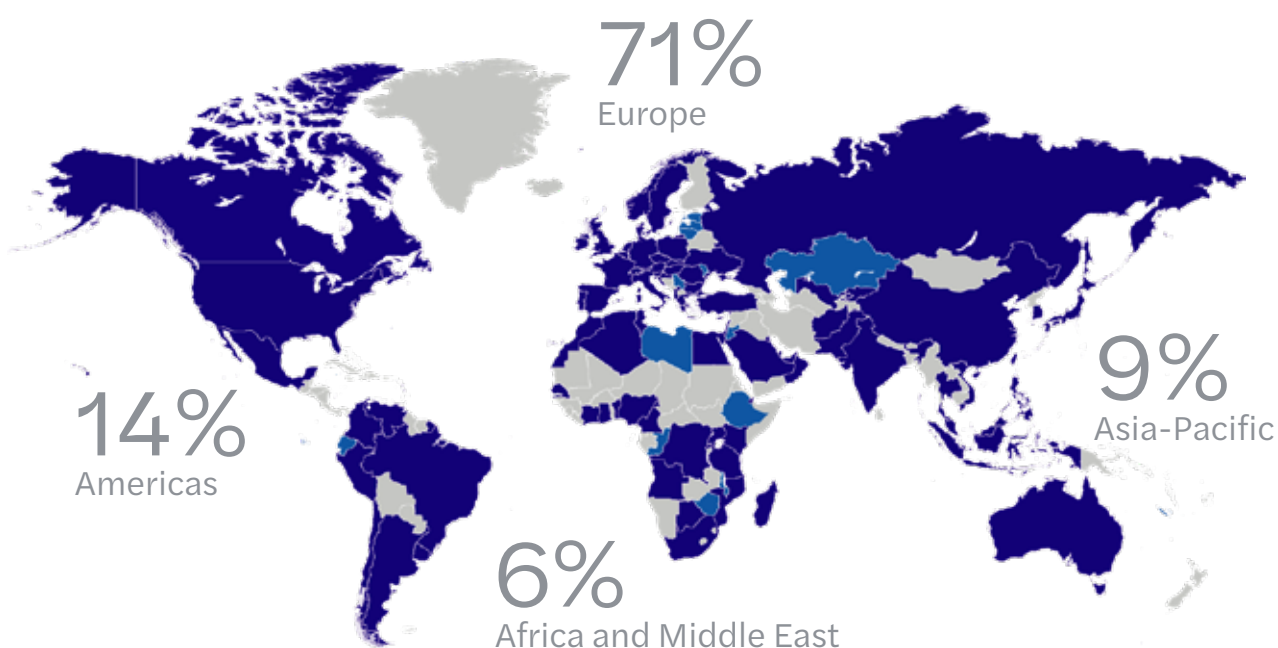 71%
Europe
14%
Americas
9%
Asia-Pacific
6%
Africa and Middle East